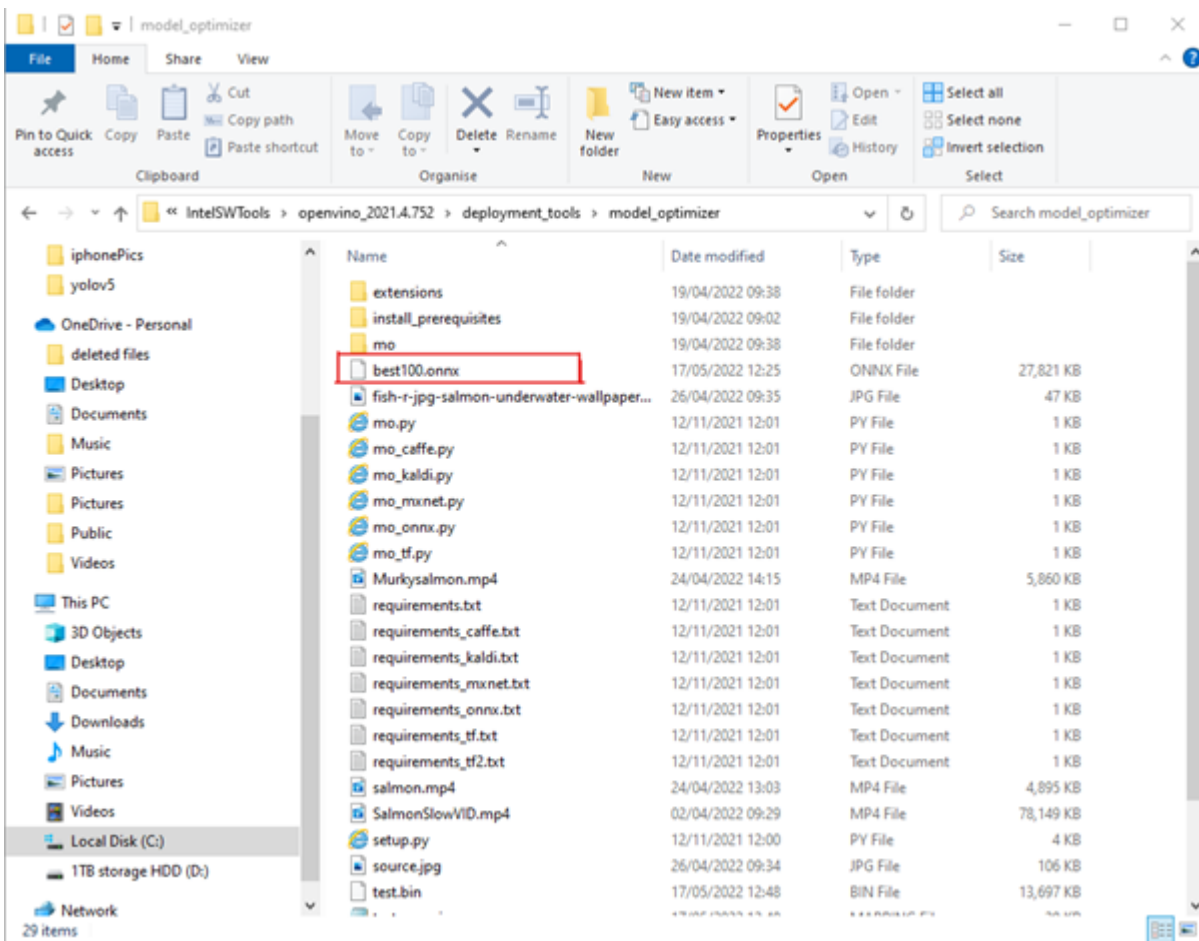 model_optimizer
File Home Share View
Pin to Quick access
Copy
Paste
Cut
Copy path
Paste shortcut
Clipboard
Move to
Copy to
Delete
Rename
Organise
New folder
New item
Easy access
New
Properties
Open
Edit
History
Open
Select all
Select none
Invert selection
Select
« IntelSWTools > openvino_2021.4.752 > deployment_tools > model_optimizer
Search model_optimizer
iphonePics
yolov5
OneDrive - Personal
deleted files
Desktop
Documents
Music
Pictures
Pictures
Public
Videos
This PC
3D Objects
Desktop
Documents
Downloads
Music
Pictures
Videos
Local Disk (C:)
1TB storage HDD (D:)
Network
Name Date modified Type Size
extensions 19/04/2022 09:38 File folder
install_prerequisites 19/04/2022 09:02 File folder
mo 19/04/2022 09:38 File folder
best100.onnx 17/05/2022 12:25 ONNX File 27,821 KB
fish-r-jpg-salmon-underwater-wallpaper... 26/04/2022 09:35 JPG File 47 KB
mo.py 12/11/2021 12:01 PY File 1 KB
mo_caffe.py 12/11/2021 12:01 PY File 1 KB
mo_kaldi.py 12/11/2021 12:01 PY File 1 KB
mo_mxnet.py 12/11/2021 12:01 PY File 1 KB
mo_onnx.py 12/11/2021 12:01 PY File 1 KB
mo_tf.py 12/11/2021 12:01 PY File 1 KB
Murkysalmon.mp4 24/04/2022 14:15 MP4 File 5,860 KB
requirements.txt 12/11/2021 12:01 Text Document 1 KB
requirements_caffe.txt 12/11/2021 12:01 Text Document 1 KB
requirements_kaldi.txt 12/11/2021 12:01 Text Document 1 KB
requirements_mxnet.txt 12/11/2021 12:01 Text Document 1 KB
requirements_onnx.txt 12/11/2021 12:01 Text Document 1 KB
requirements_tf.txt 12/11/2021 12:01 Text Document 1 KB
requirements_tf2.txt 12/11/2021 12:01 Text Document 1 KB
salmon.mp4 24/04/2022 13:03 MP4 File 4,895 KB
SalmonSlowVID.mp4 02/04/2022 09:29 MP4 File 78,149 KB
setup.py 12/11/2021 12:00 PY File 4 KB
source.jpg 26/04/2022 09:34 JPG File 106 KB
test.bin 17/05/2022 12:48 BIN File 13,697 KB
29 items